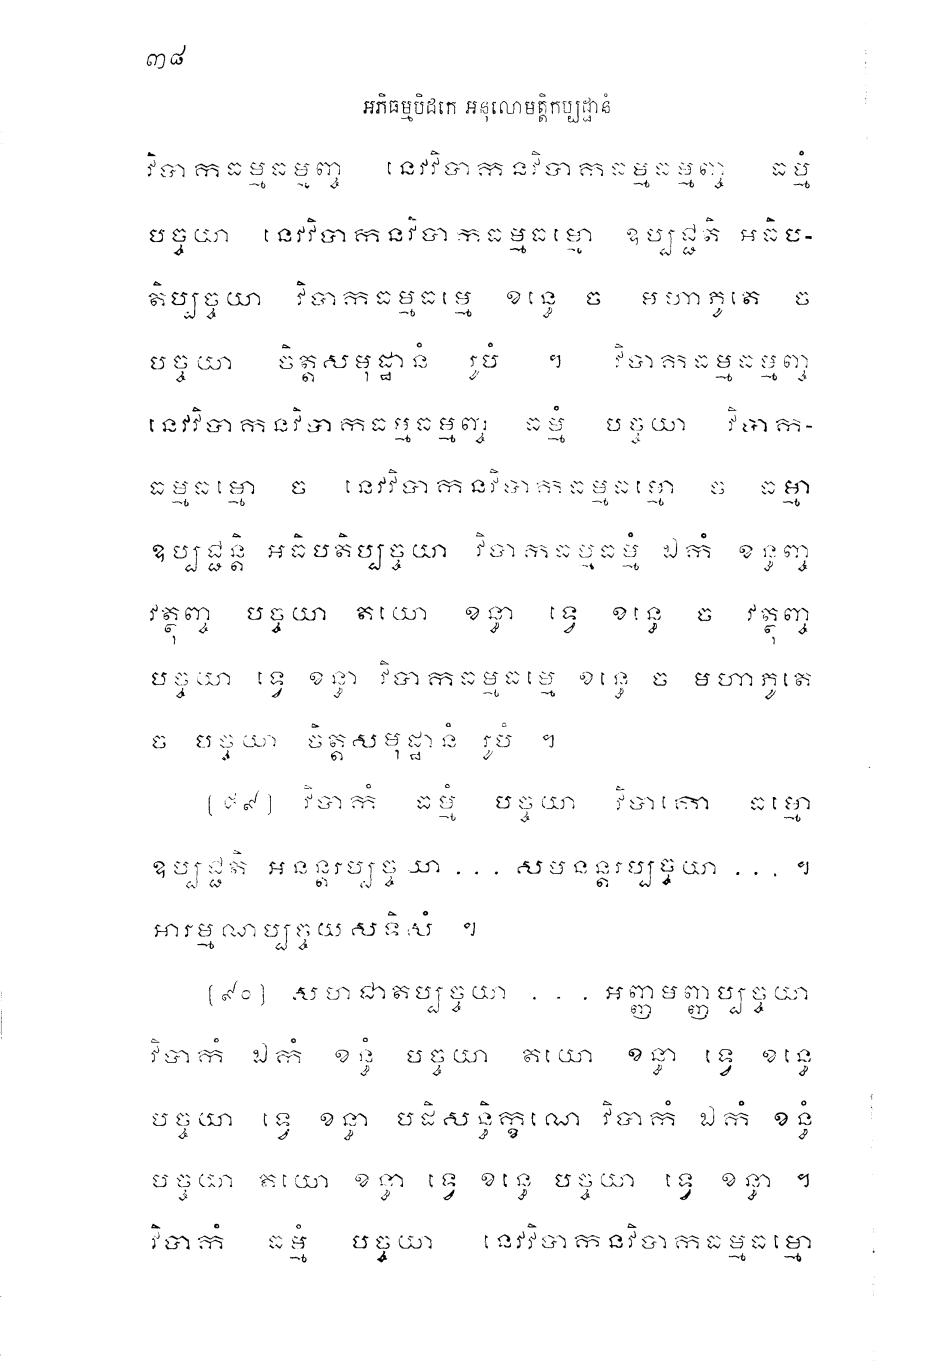 ៣៨
អភិធម្មបិដកេ អនុលោមត្តិកប្បដ្ឋានំ
វិបាកធម្មធម្មញ្ច នេវវិបាកនវិបាកធម្មធម្មញ្ច ធម្មំ
បច្ចយា នេវវិបាកនវិបាកធម្មធម្មោ ឧប្បជ្ជតិ អធិប-
តិប្បច្ចយា វិបាកធម្មធម្មេ ខន្ធេ ច មហាភូតេ ច
បច្ចយា ចិត្តសមុដ្ឋានំ រូបំ ។ វិបាកធម្មធម្មញ្ច
នេវវិបាកនវិបាកធម្មធម្មញ្ច ធម្មំ បច្ចយា វិបាក-
ធម្មធម្មោ ច នេវវិបាកនវិបាកធម្មធម្មោ ច ធម្មា
ឧប្បជ្ជន្តិ អធិបតិប្បច្ចយា វិបាកធម្មធម្មំ ឯកំ ខន្ធញ្ច
វត្ថុញ្ច បច្ចយា តយោ ខន្ធា ទ្វេ ខន្ធេ ច វត្ថុញ្ច
បច្ចយា ទ្វេ ខន្ធា វិបាកធម្មធម្មេ ខន្ធេ ច មហាភូតេ
ច បច្ចយា ចិត្តសមុដ្ឋានំ រូបំ ។
(៥៩) វិបាកំ ធម្មំ បច្ចយា វិបាកោ ធម្មោ
ឧប្បជ្ជតិ អនន្តរប្បច្ចយា ... សមនន្តរប្បច្ចយា ... ។
អារម្មណប្បច្ចយសទិសំ ។
(៩០) សហជាតប្បច្ចយា ... អញ្ញមញ្ញប្បច្ចយា
វិបាកំ ឯកំ ខន្ធំ បច្ចយា តយោ ខន្ធា ទ្វេ ខន្ធេ
បច្ចយា ទ្វេ ខន្ធា បដិសន្ធិក្ខណេ វិបាកំ ឯកំ ខន្ធំ
បច្ចយា តយោ ខន្ធា ទ្វេ ខន្ធេ បច្ចយា ទ្វេ ខន្ធា ។
វិបាកំ ធម្មំ បច្ចយា នេវវិបាកនវិបាកធម្មធម្មោ